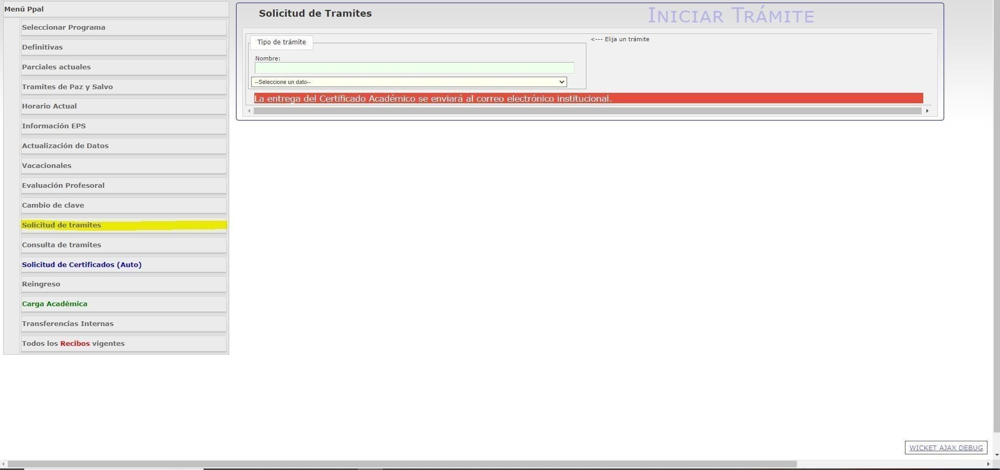 Menú Ppal
Seleccionar Programa
Definitivas
Parciales actuales
Tramites de Paz y Salvo
Horario Actual
Información EPS
Actualización de Datos
Vacacionales
Evaluación Profesoral
Cambio de clave
Solicitud de tramites
Consulta de tramites
Solicitud de Certificados (Auto)
Reingreso
Carga Académica
Transferencias Internas
Todos los Recibos vigentes
Solicitud de Tramites
Iniciar Trámite
Tipo de trámite
<--- Elija un trámite
Nombre:
--Seleccione un dato--
La entrega del Certificado Académico se enviará al correo electrónico institucional.
WICKET AJAX DEBUG